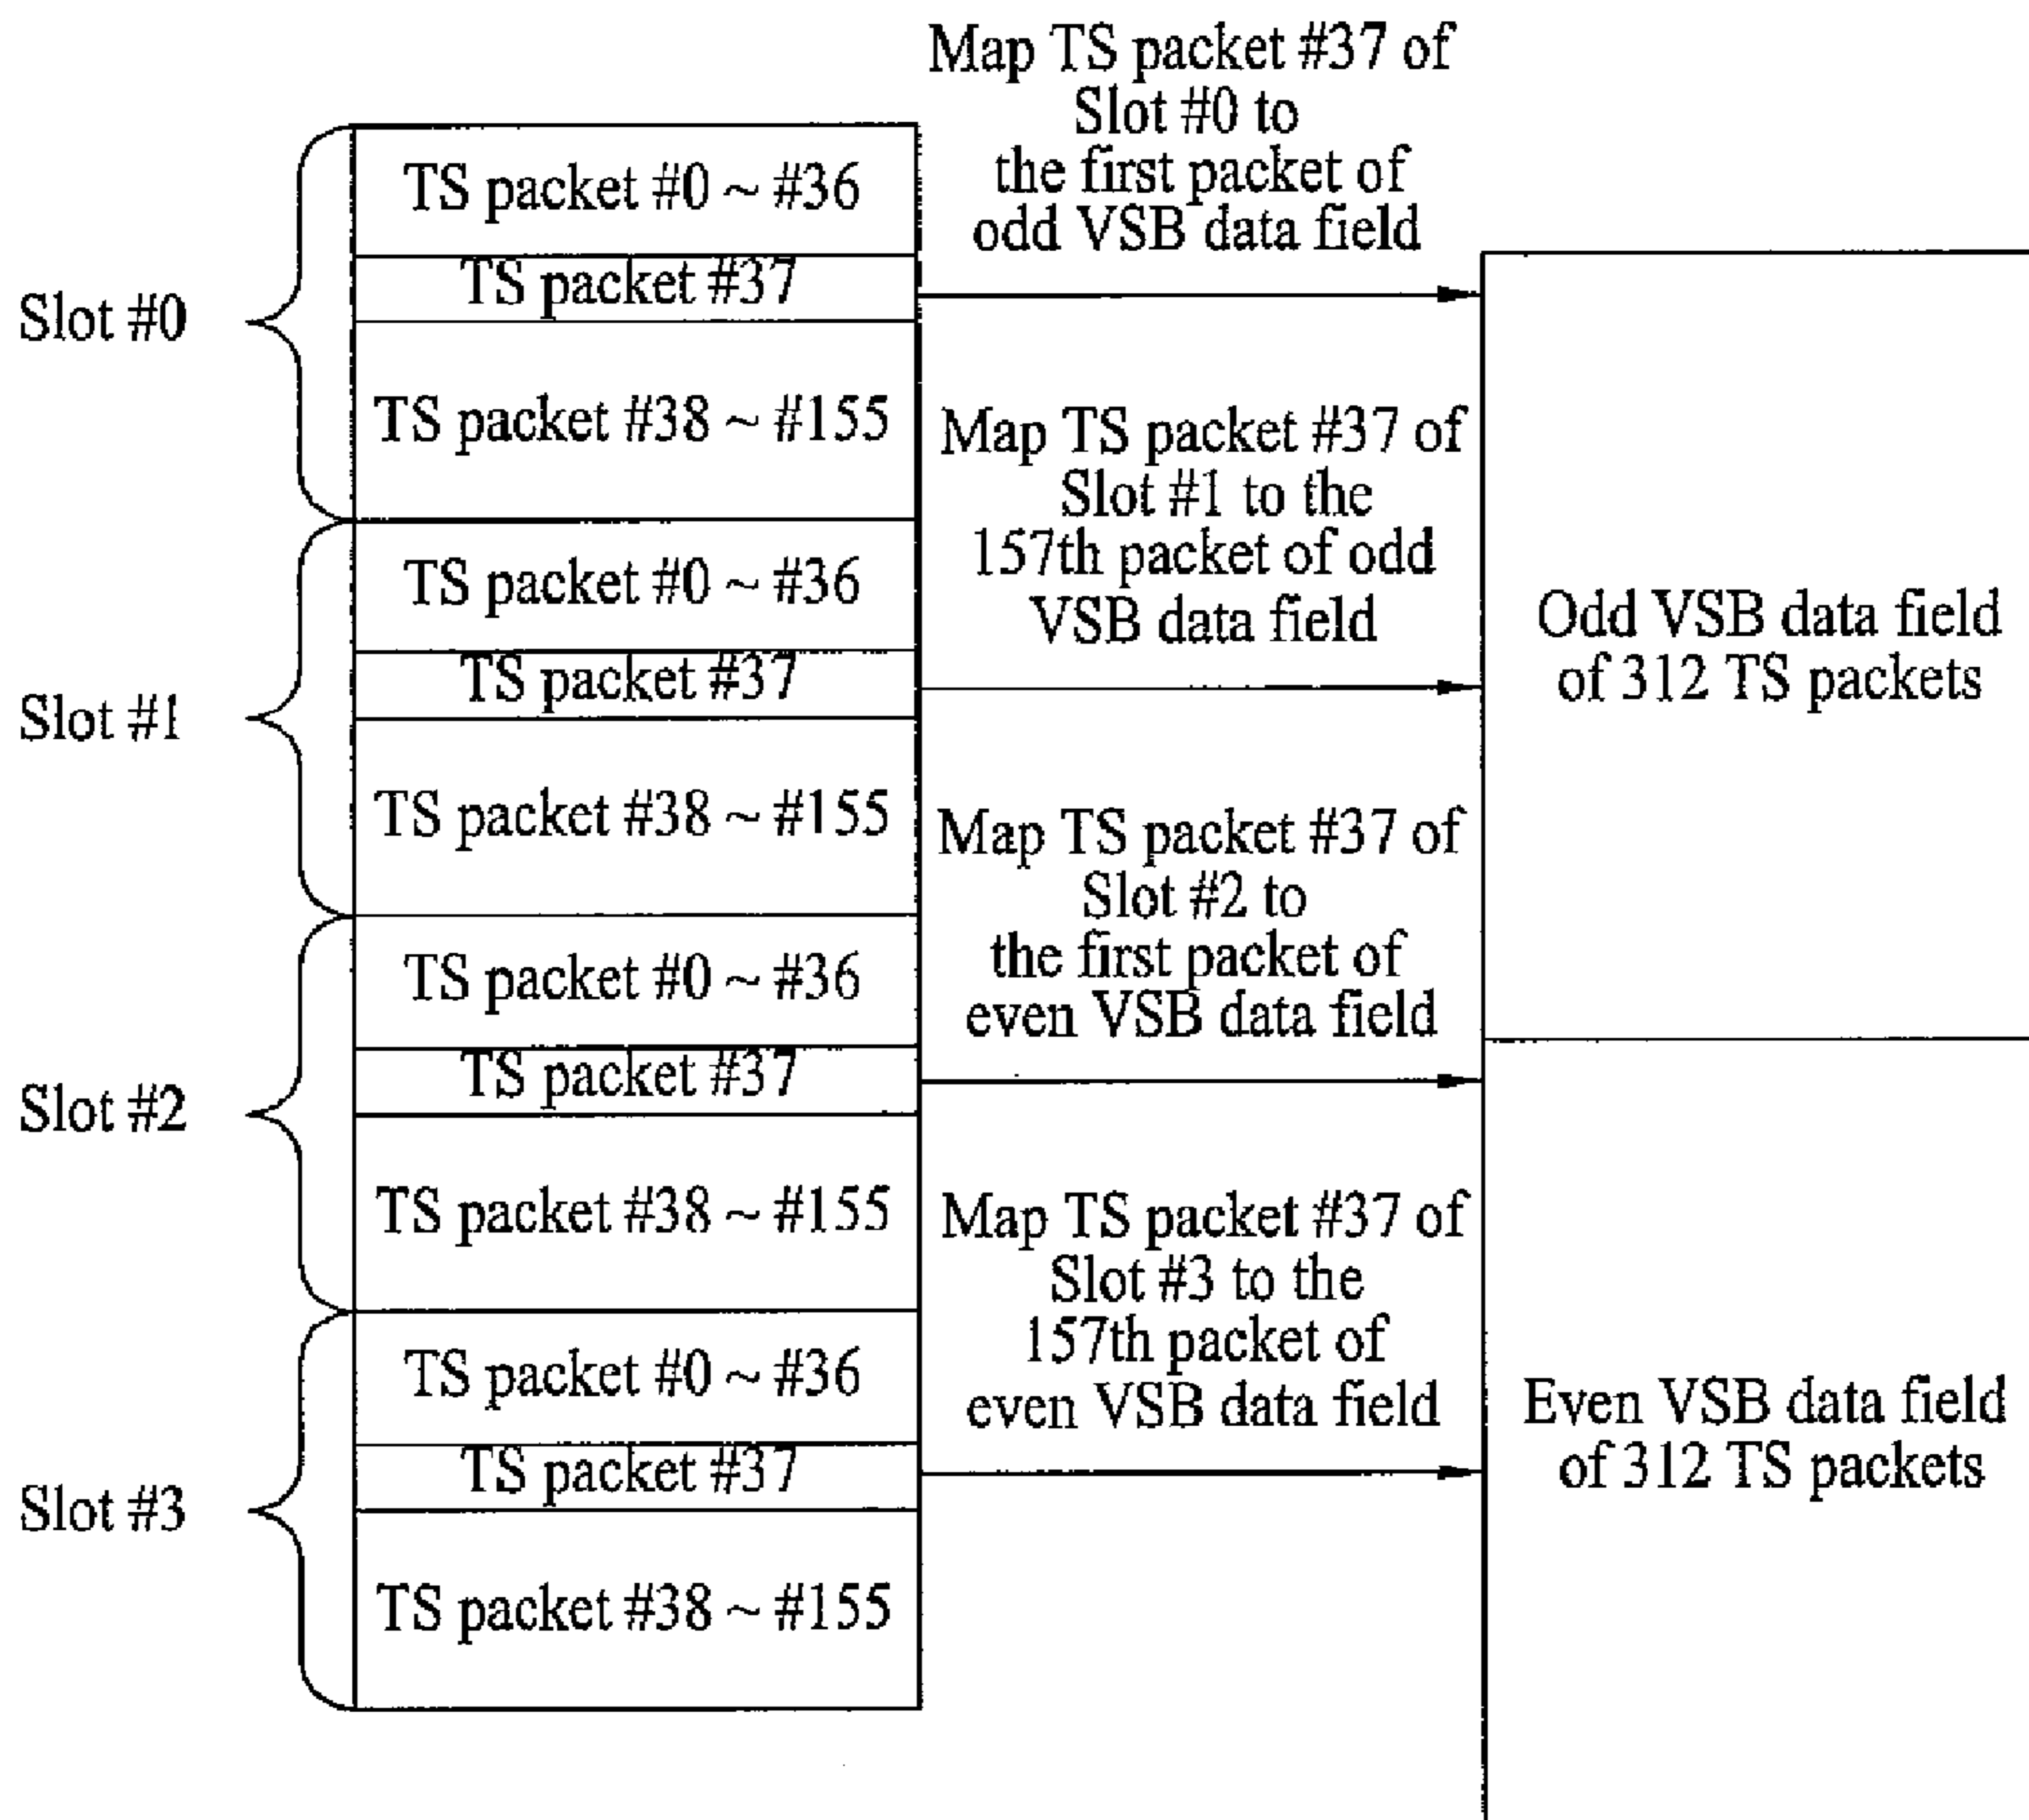 Map TS packet #37 of
Slot #0 to
the first packet of
odd VSB data field
Slot #0
TS packet #0 ~ #36
TS packet #37
TS packet #38 ~ #155
Map TS packet #37 of
Slot #1 to the
157th packet of odd
VSB data field
Slot #1
TS packet #0 ~ #36
TS packet #37
TS packet #38 ~ #155
Odd VSB data field
of 312 TS packets
Map TS packet #37 of
Slot #2 to
the first packet of
even VSB data field
Slot #2
TS packet #0 ~ #36
TS packet #37
TS packet #38 ~ #155
Map TS packet #37 of
Slot #3 to the
157th packet of
even VSB data field
Slot #3
TS packet #0 ~ #36
TS packet #37
TS packet #38 ~ #155
Even VSB data field
of 312 TS packets